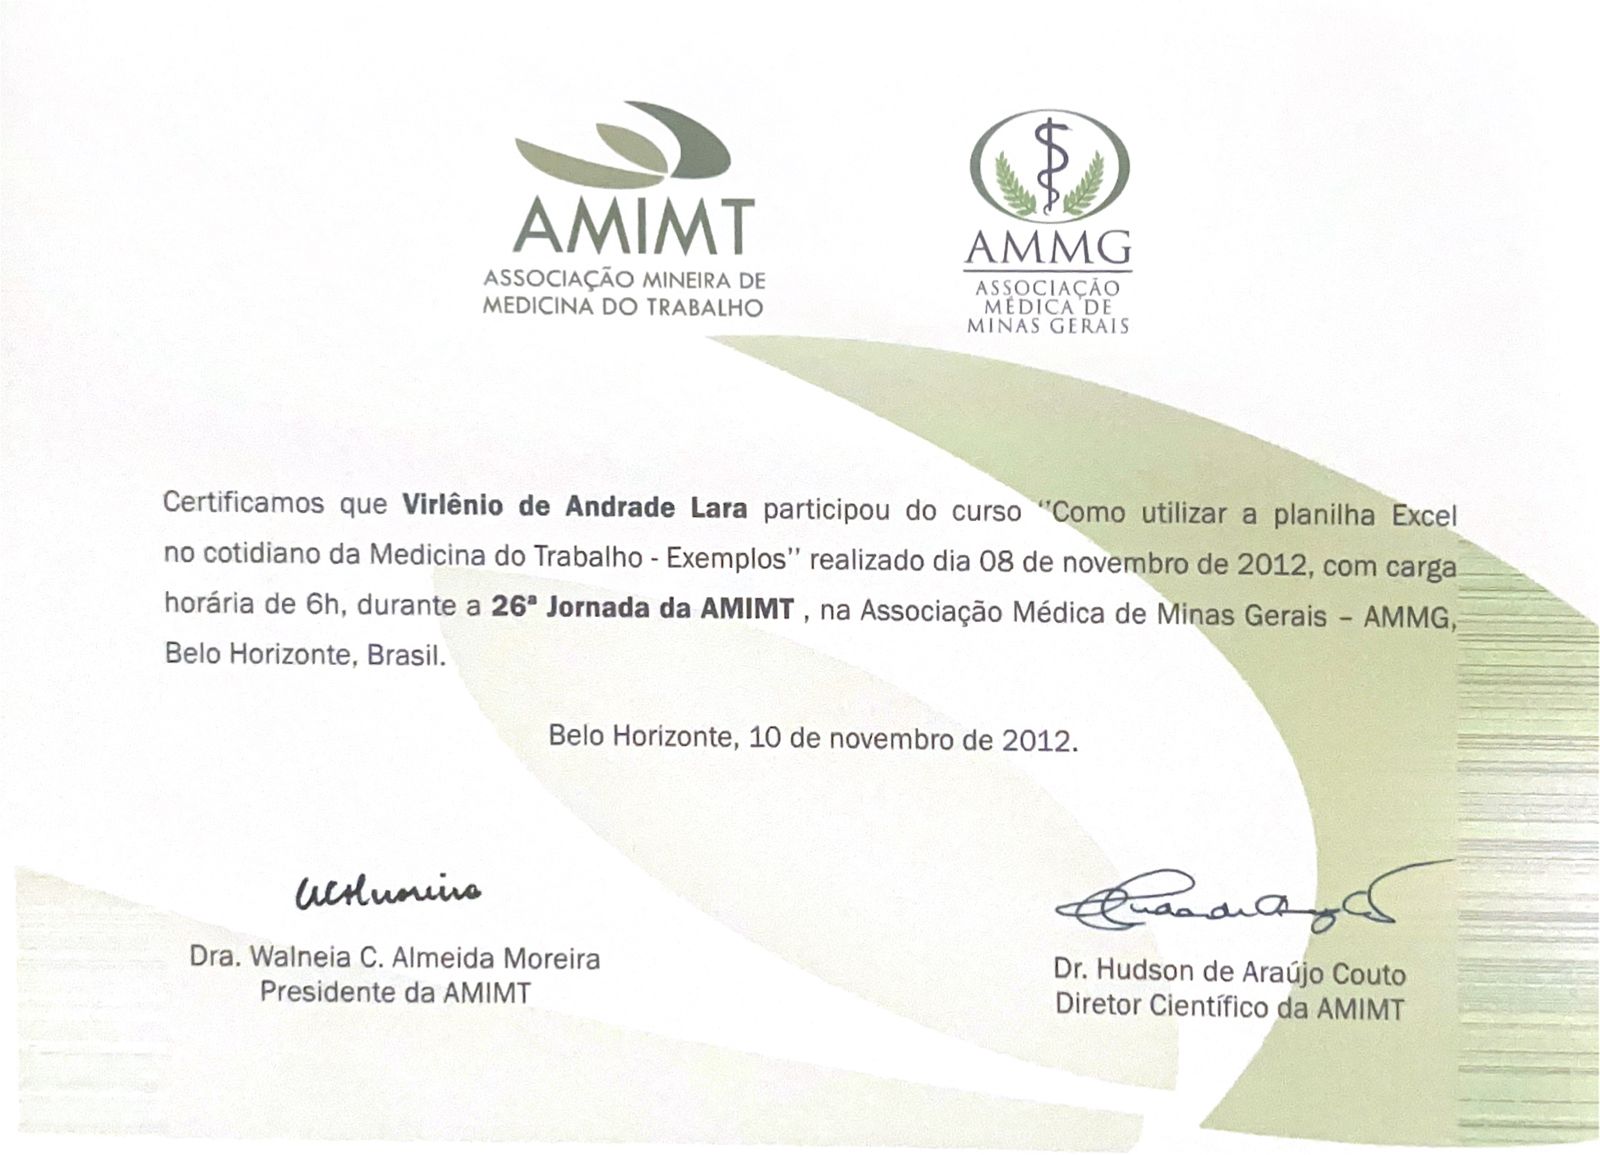 AMIMT
ASSOCIAÇÃO MINEIRA DE
MEDICINA DO TRABALHO
AMMG
ASSOCIAÇÃO
MÉDICA DE
MINAS GERAIS
Certificamos que Virlênio de Andrade Lara participou do curso “Como utilizar a planilha Excel
no cotidiano da Medicina do Trabalho - Exemplos” realizado dia 08 de novembro de 2012, com carga
horária de 6h, durante a 26ª Jornada da AMIMT , na Associação Médica de Minas Gerais – AMMG,
Belo Horizonte, Brasil.
Belo Horizonte, 10 de novembro de 2012.
Dra. Walneia C. Almeida Moreira
Presidente da AMIMT
Dr. Hudson de Araújo Couto
Diretor Científico da AMIMT